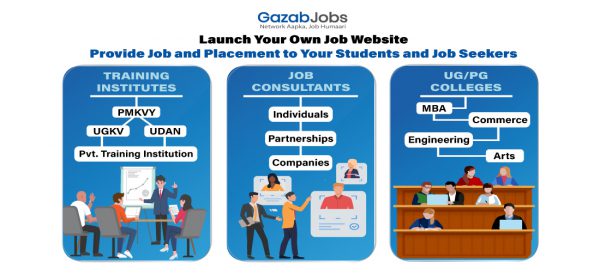 GazabJobs
Network Aapka, Job Humaari
Launch Your Own Job Website
Provide Job and Placement to Your Students and Job Seekers
TRAINING
INSTITUTES
PMKVY
UGKV
UDAN
Pvt. Training Institution
JOB
CONSULTANTS
Individuals
Partnerships
Companies
UG/PG
COLLEGES
MBA
Commerce
Engineering
Arts